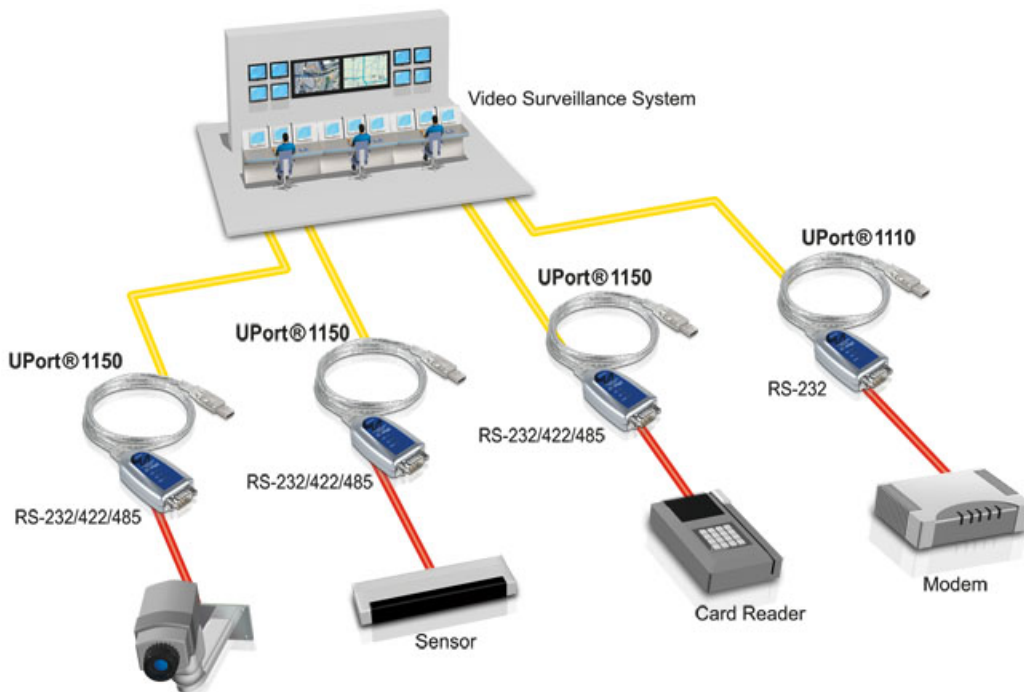 Video Surveillance System
UPort®1110
UPort®1150
UPort®1150
UPort®1150
RS-232
RS-232/422/485
RS-232/422/485
RS-232/422/485
Modem
Card Reader
Sensor